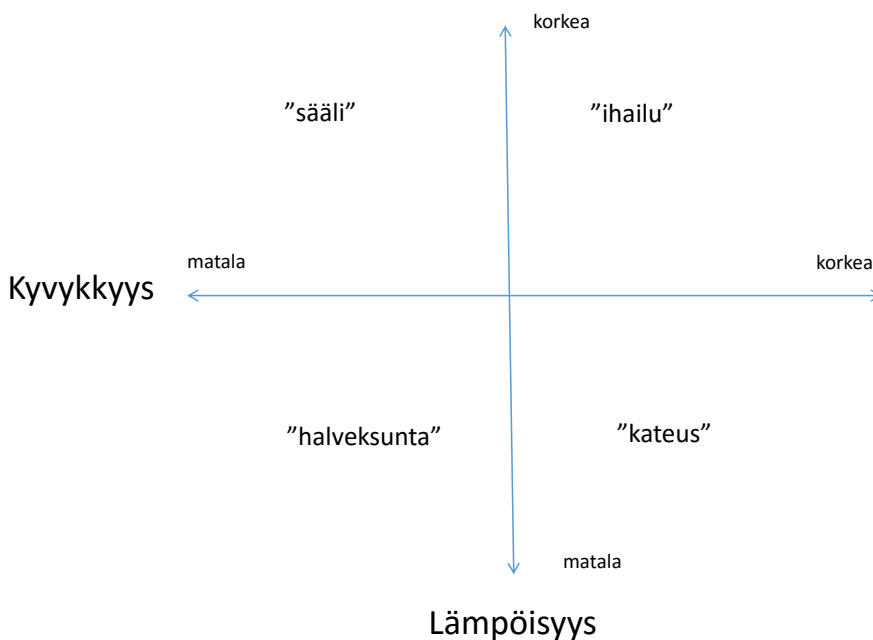 korkea
”sääli”
”ihailu”
matala
korkea
Kyvykkyys
”halveksunta”
”kateus”
matala
Lämpöisyys